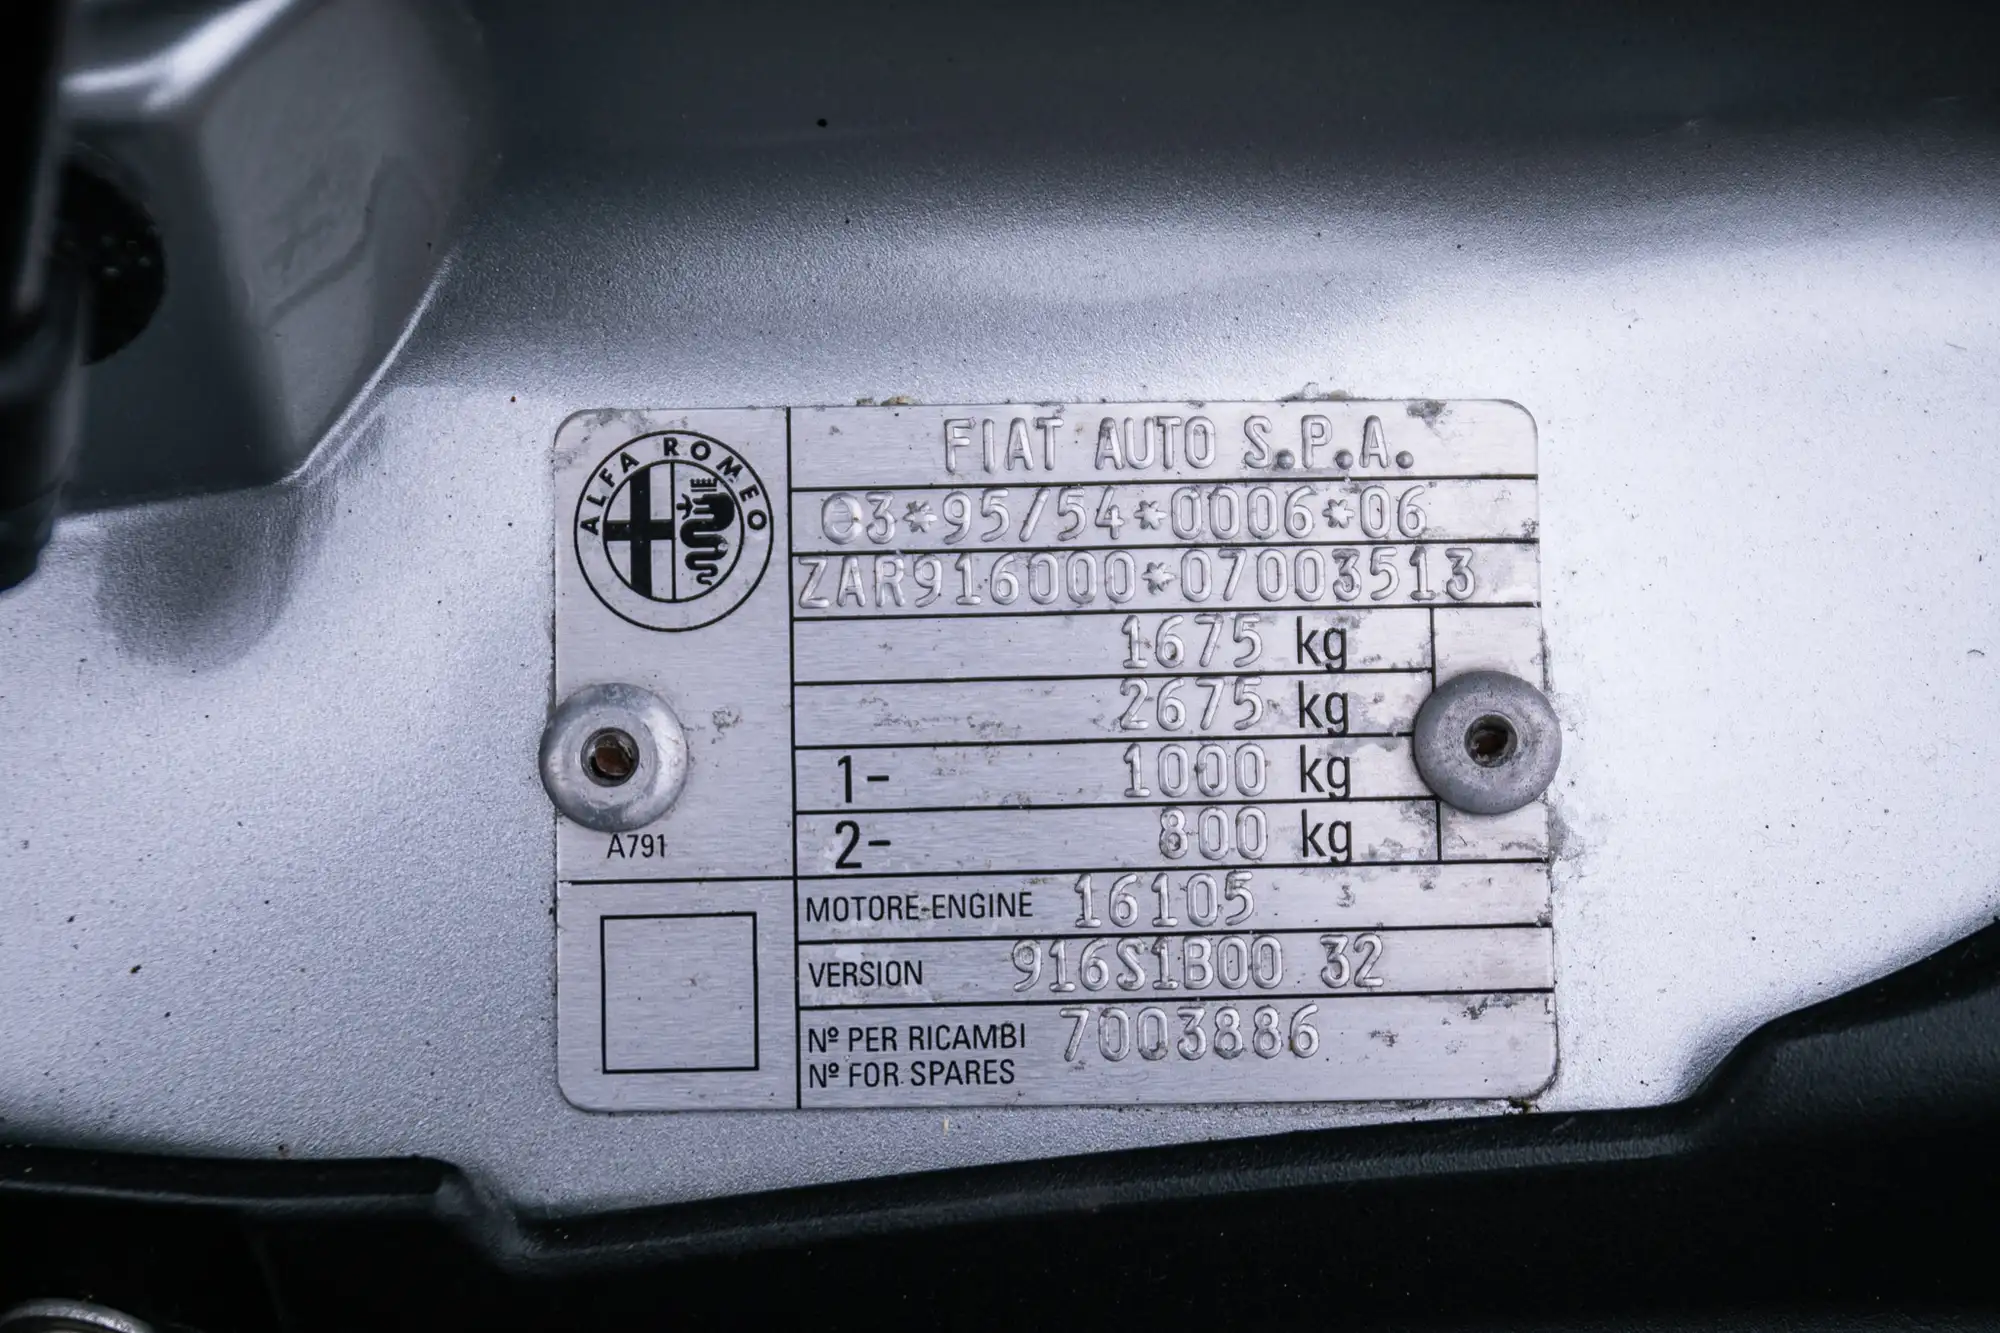 ALFA ROMEO
FIAT AUTO S.P.A.
Θ3*95/54*0006*06
ZAR916000*07003513
1675 kg
2675 kg
1- 1000 kg
2- 800 kg
A791
MOTORE-ENGINE 16105
VERSION 916S1B00 32
Nº PER RICAMBI 7003886
Nº FOR SPARES